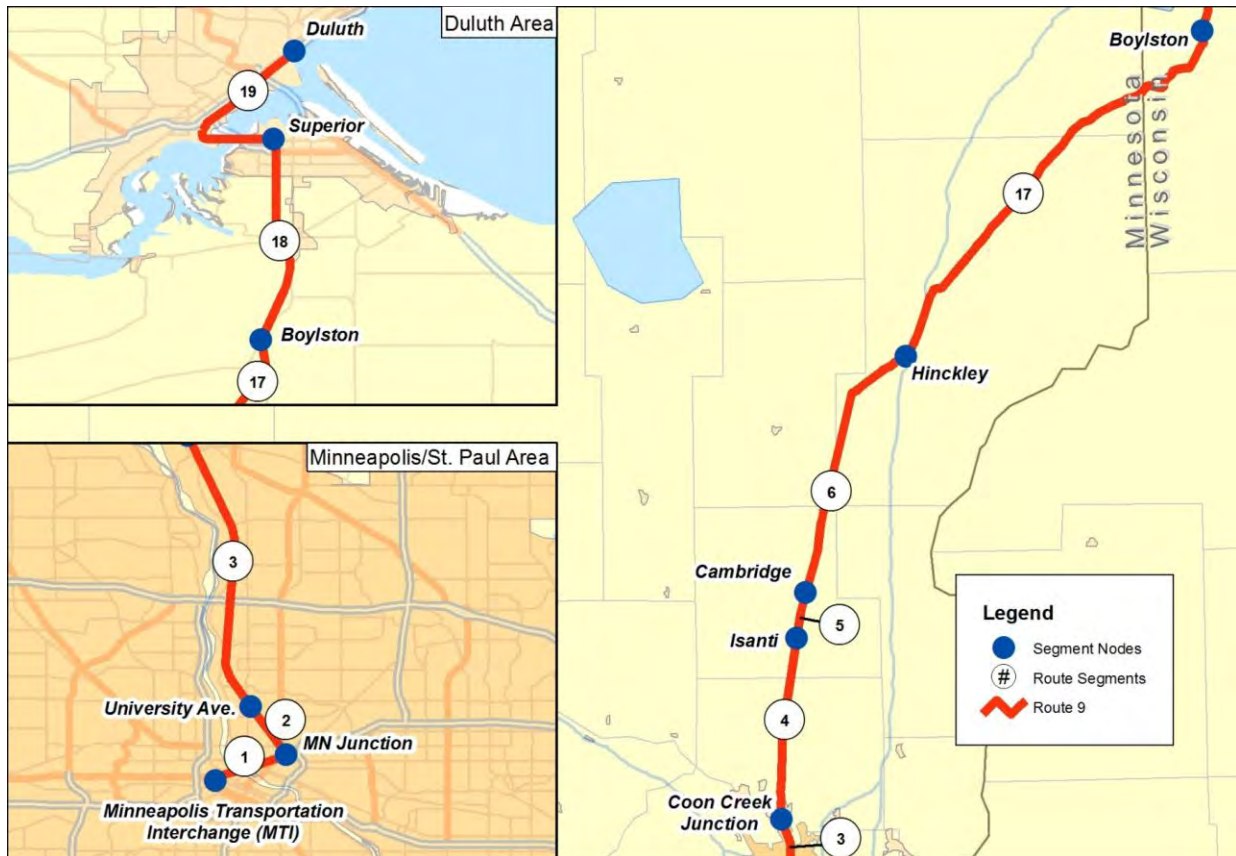 Duluth Area
Duluth
19
Superior
18
Boylston
17
Minneapolis/St. Paul Area
3
University Ave.
2
MN Junction
1
Minneapolis Transportation
Interchange (MTI)
Boylston
Minnesota
Wisconsin
17
Hinckley
6
Cambridge
5
Isanti
4
Coon Creek
Junction
3
Legend
Segment Nodes
# Route Segments
Route 9